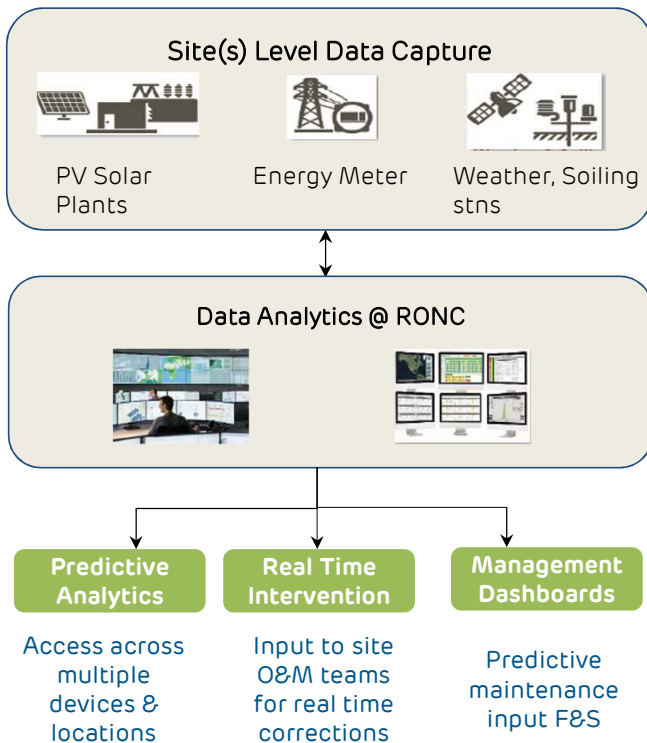 Site(s) Level Data Capture
PV Solar
Plants
Energy Meter
Weather, Soiling
stns
Data Analytics @ RONC
Predictive
Analytics
Real Time
Intervention
Management
Dashboards
Access across
multiple
devices &
locations
Input to site
O&M teams
for real time
corrections
Predictive
maintenance
input F&S